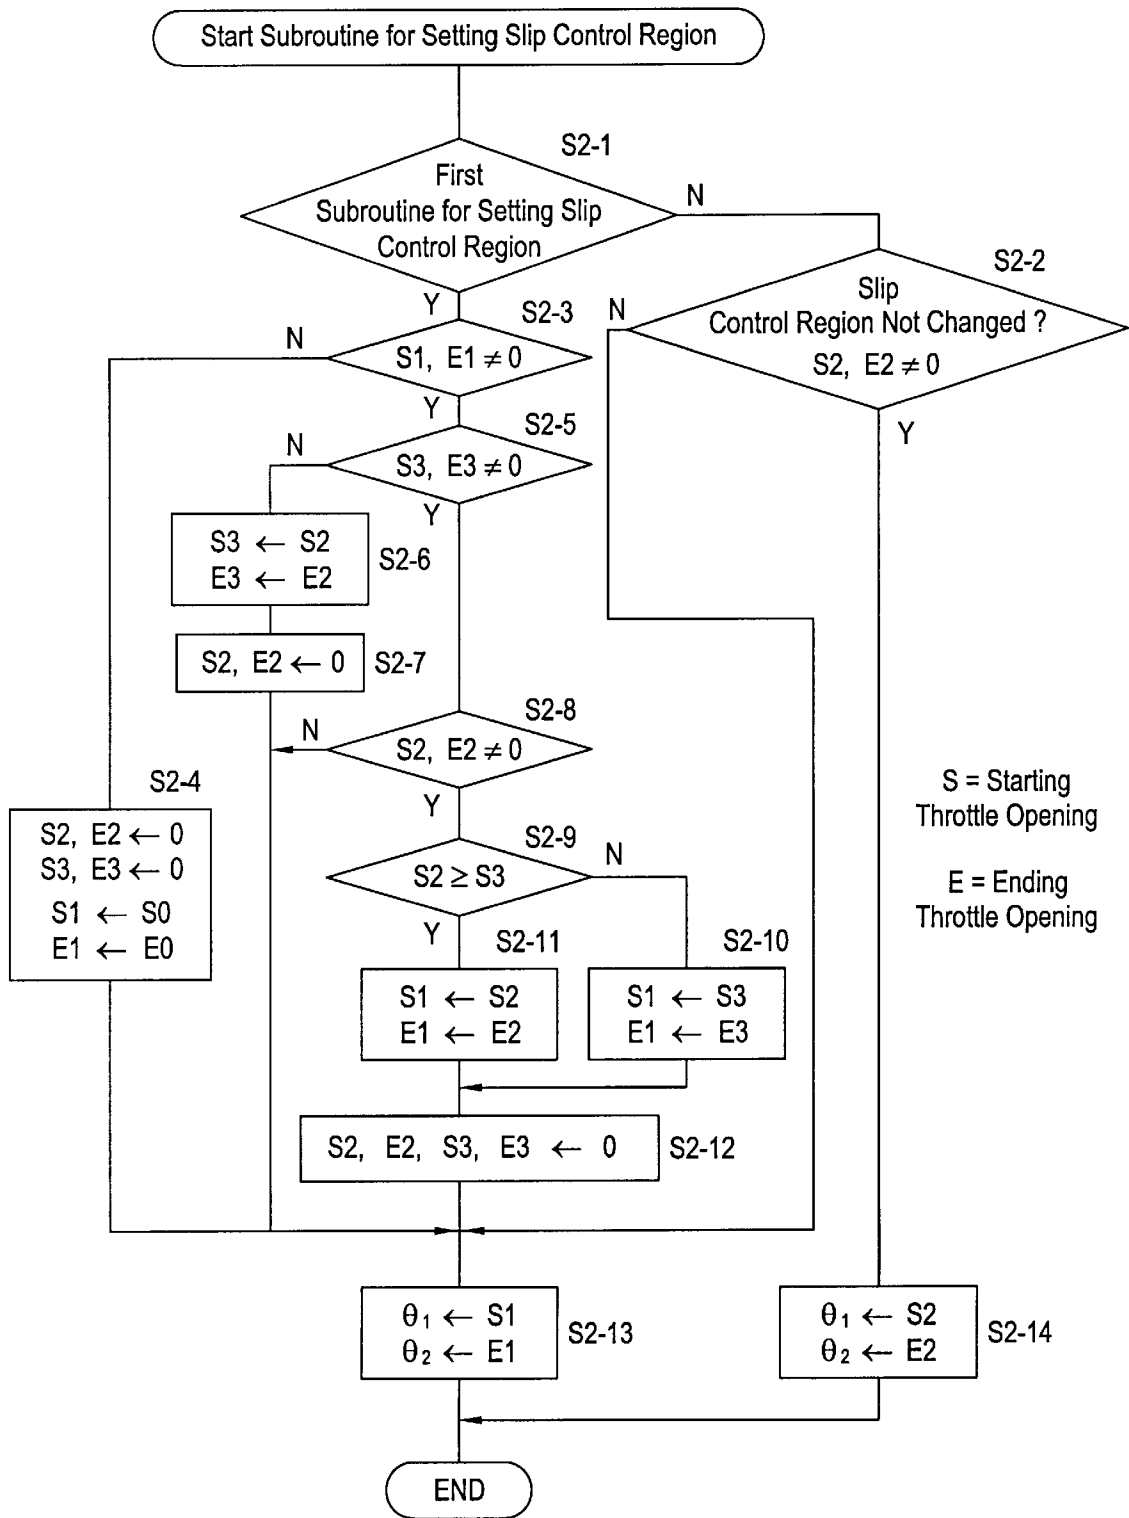 Start Subroutine for Setting Slip Control Region
S2-1
First
Subroutine for Setting Slip
Control Region
N
Y
S2-2
Slip
Control Region Not Changed ?
S2, E2 ≠ 0
N
Y
S2-3
S1, E1 ≠ 0
N
Y
S2-5
S3, E3 ≠ 0
N
Y
S3 ← S2
E3 ← E2
S2-6
S2, E2 ← 0
S2-7
S2-8
S2, E2 ≠ 0
N
Y
S2-4
S2, E2 ← 0
S3, E3 ← 0
S1 ← S0
E1 ← E0
S2-9
S2 ≥ S3
N
Y
S = Starting
Throttle Opening
E = Ending
Throttle Opening
S2-11
S1 ← S2
E1 ← E2
S2-10
S1 ← S3
E1 ← E3
S2, E2, S3, E3 ← 0
S2-12
θ1 ← S1
θ2 ← E1
S2-13
θ1 ← S2
θ2 ← E2
S2-14
END